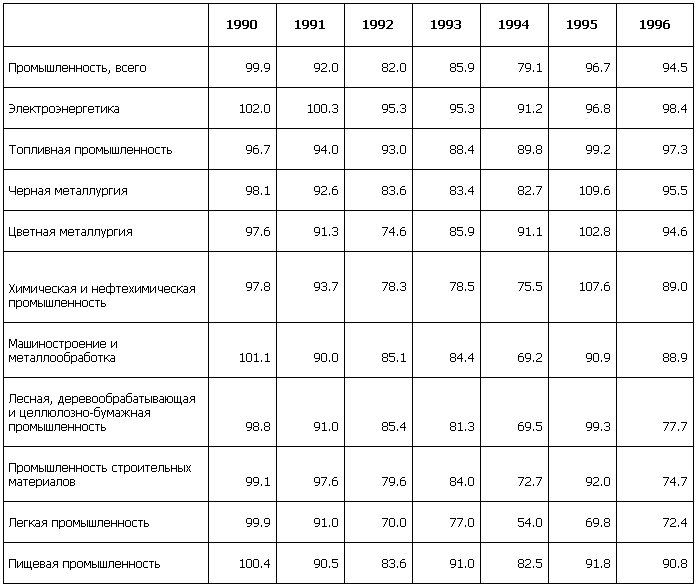 1990 1991 1992 1993 1994 1995 1996
Промышленность, всего 99.9 92.0 82.0 85.9 79.1 96.7 94.5
Электроэнергетика 102.0 100.3 95.3 95.3 91.2 96.8 98.4
Топливная промышленность 96.7 94.0 93.0 88.4 89.8 99.2 97.3
Черная металлургия 98.1 92.6 83.6 83.4 82.7 109.6 95.5
Цветная металлургия 97.6 91.3 74.6 85.9 91.1 102.8 94.6
Химическая и нефтехимическая
промышленность 97.8 93.7 78.3 78.5 75.5 107.6 89.0
Машиностроение и
металлообработка 101.1 90.0 85.1 84.4 69.2 90.9 88.9
Лесная, деревообрабатывающая
и целлюлозно-бумажная
промышленность 98.8 91.0 85.4 81.3 69.5 99.3 77.7
Промышленность строительных
материалов 99.1 97.6 79.6 84.0 72.7 92.0 74.7
Легкая промышленность 99.9 91.0 70.0 77.0 54.0 69.8 72.4
Пищевая промышленность 100.4 90.5 83.6 91.0 82.5 91.8 90.8